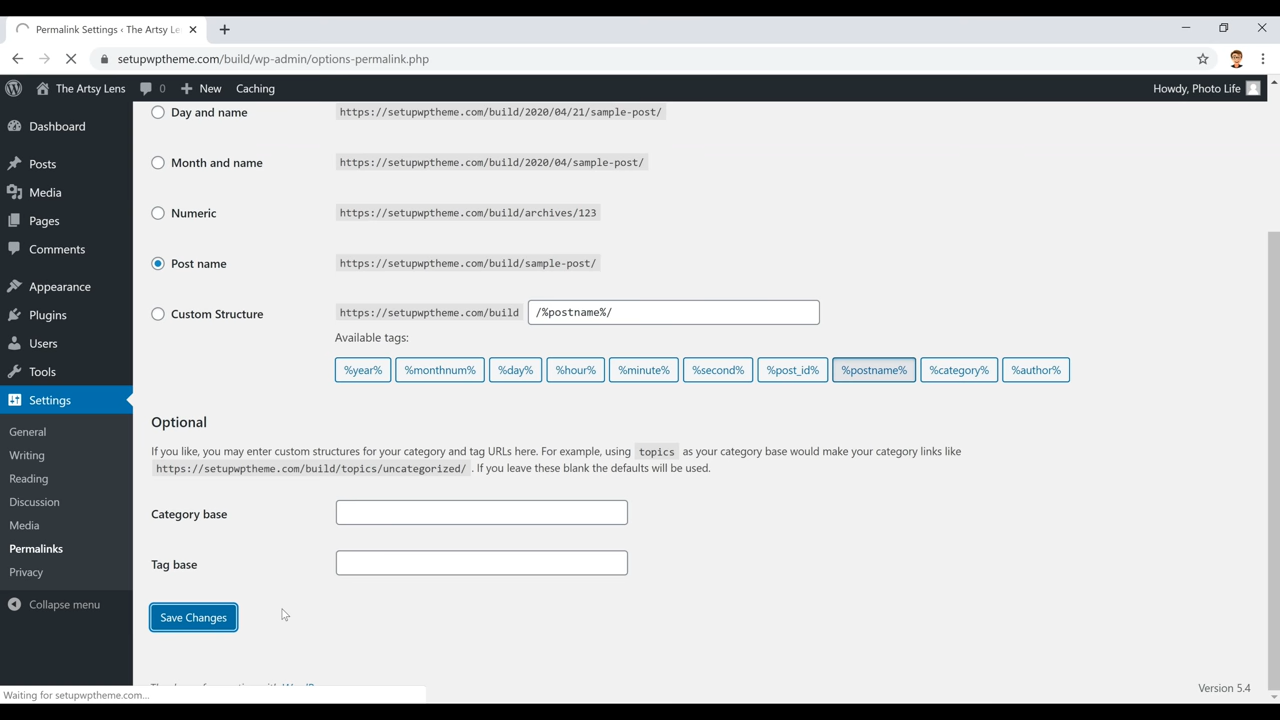 Permalink Settings ‹ The Artsy Le
setupwptheme.com/build/wp-admin/options-permalink.php
The Artsy Lens 0 New Caching Howdy, Photo Life
Dashboard
Posts
Media
Pages
Comments
Appearance
Plugins
Users
Tools
Settings
General
Writing
Reading
Discussion
Media
Permalinks
Privacy
Collapse menu
Day and name https://setupwptheme.com/build/2020/04/21/sample-post/
Month and name https://setupwptheme.com/build/2020/04/sample-post/
Numeric https://setupwptheme.com/build/archives/123
Post name https://setupwptheme.com/build/sample-post/
Custom Structure https://setupwptheme.com/build /%postname%/
Available tags:
%year% %monthnum% %day% %hour% %minute% %second% %post_id% %postname% %category% %author%
Optional
If you like, you may enter custom structures for your category and tag URLs here. For example, using topics as your category base would make your category links like
https://setupwptheme.com/build/topics/uncategorized/ . If you leave these blank the defaults will be used.
Category base
Tag base
Save Changes
Version 5.4
Waiting for setupwptheme.com...